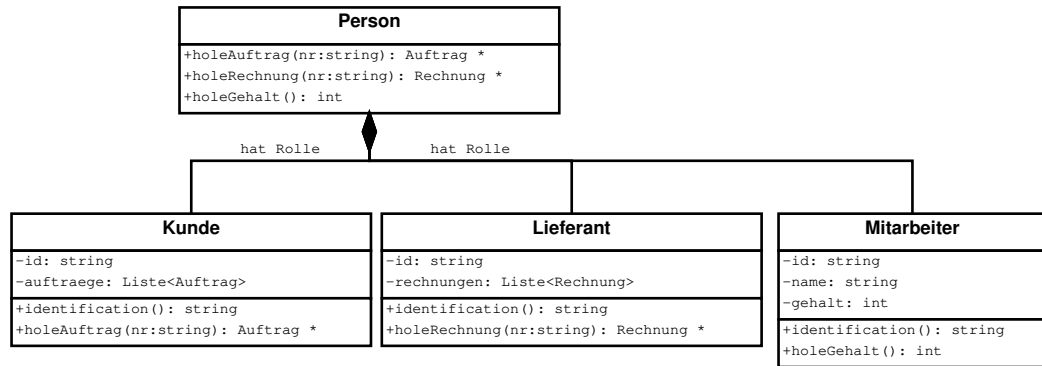 Person
+holeAuftrag(nr:string): Auftrag *
+holeRechnung(nr:string): Rechnung *
+holeGehalt(): int
hat Rolle
hat Rolle
Kunde
-id: string
-auftraege: Liste<Auftrag>
+identification(): string
+holeAuftrag(nr:string): Auftrag *
Lieferant
-id: string
-rechnungen: Liste<Rechnung>
+identification(): string
+holeRechnung(nr:string): Rechnung *
Mitarbeiter
-id: string
-name: string
-gehalt: int
+identification(): string
+holeGehalt(): int